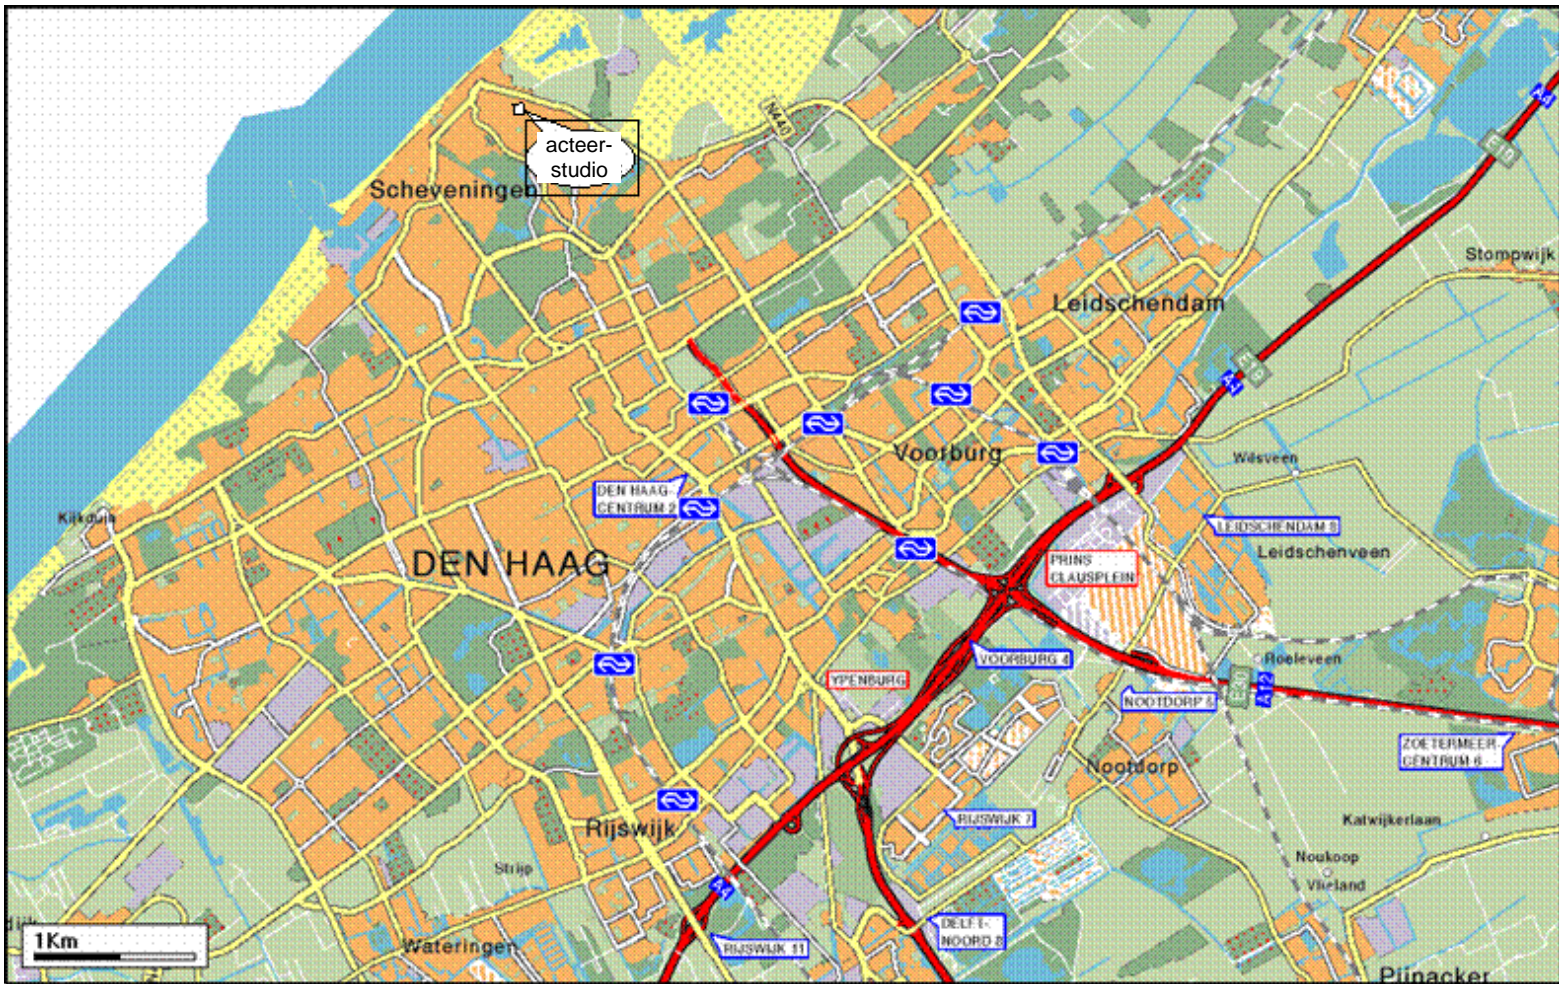 N440
A4
E19
acteer-
studio
Scheveningen
Stompwijk
Leidschendam
E19
A4
Voorburg
Wilsveen
DEN HAAG-
CENTRUM 2
Kijkduin
LEIDSCHENDAM 8
Leidschenveen
DEN HAAG
PRINS
CLAUSPLEIN
VOORBURG 4
Roeleveen
YPENBURG
E30
A12
NOOTDORP 5
ZOETERMEER-
CENTRUM 6
Nootdorp
RIJSWIJK 7
Katwijkerlaan
Rijswijk
Noukoop
Strijp
Vlieland
A4
dijk
1Km
Wateringen
RIJSWIJK 11
DELFT-
NOORD 8
Pijnacker